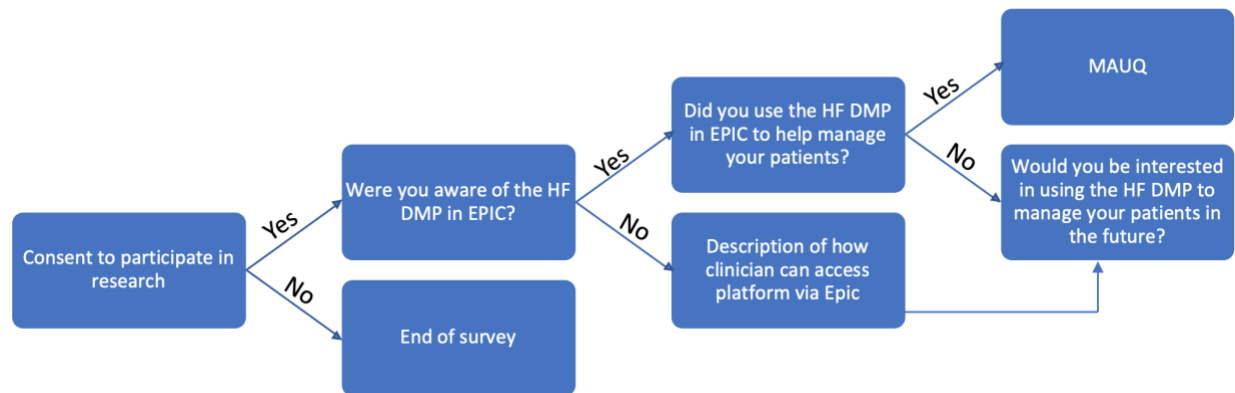 Consent to participate in
research
Yes
No
Were you aware of the HF
DMP in EPIC?
End of survey
Yes
No
Did you use the HF DMP
in EPIC to help manage
your patients?
Description of how
clinician can access
platform via Epic
Yes
No
MAUQ
Would you be interested
in using the HF DMP to
manage your patients in
the future?